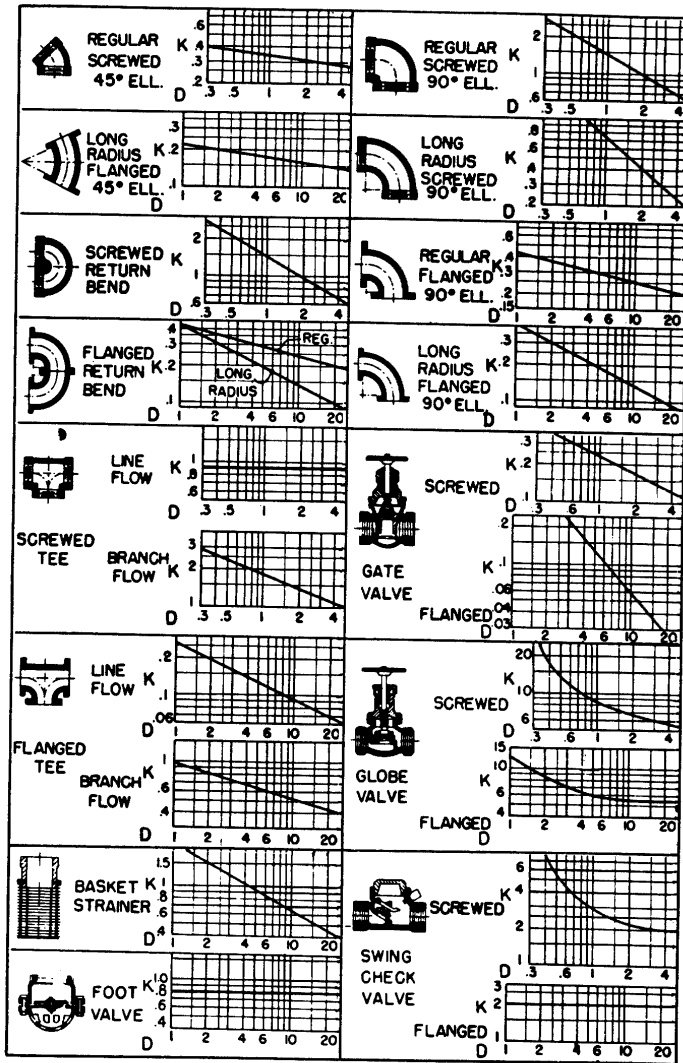 REGULAR
SCREWED
45° ELL.
K
.6
.4
.3
.2
D
.3 .5 1 2 4
REGULAR
SCREWED
90° ELL.
K
2
1
.6
D
.3 .5 1 2 4
LONG
RADIUS
FLANGED
45° ELL.
K
.3
.2
.1
D
1 2 4 6 10 20
LONG
RADIUS
SCREWED
90° ELL.
K
.8
.6
.4
.3
.2
D
.3 .5 1 2 4
SCREWED
RETURN
BEND
K
2
1
.6
D
.3 .5 1 2 4
REGULAR
FLANGED
90° ELL.
K
.6
.4
.3
.2
.15
D
1 2 4 6 10 20
FLANGED
RETURN
BEND
K
.4
.3
.2
.1
REG.
LONG
RADIUS
D
1 2 4 6 10 20
LONG
RADIUS
FLANGED
90° ELL.
K
.4
.3
.2
.1
D
1 2 4 6 10 20
SCREWED
TEE
LINE
FLOW
K
1
.8
.6
D
.3 .5 1 2 4
BRANCH
FLOW
K
3
2
1
D
.3 .5 1 2 4
GATE
VALVE
SCREWED
K
.3
.2
.1
D
.3 .6 1 2 4
FLANGED
K
.2
.1
.06
.04
.03
D
1 2 4 6 10 20
FLANGED
TEE
LINE
FLOW
K
.2
.1
.06
D
1 2 4 6 10 20
BRANCH
FLOW
K
1
.6
.4
D
1 2 4 6 10 20
GLOBE
VALVE
SCREWED
K
20
10
6
D
.3 .6 1 2 4
FLANGED
K
15
10
6
4
D
1 2 4 6 10 20
BASKET
STRAINER
K
1.5
1
.8
.6
.4
D
1 2 4 6 10 20
FOOT
VALVE
K
1.0
.8
.6
.4
D
1 2 4 6 10 20
SWING
CHECK
VALVE
SCREWED
K
6
4
2
1
D
.3 .6 1 2 4
FLANGED
K
3
2
1
D
1 2 4 6 10 20